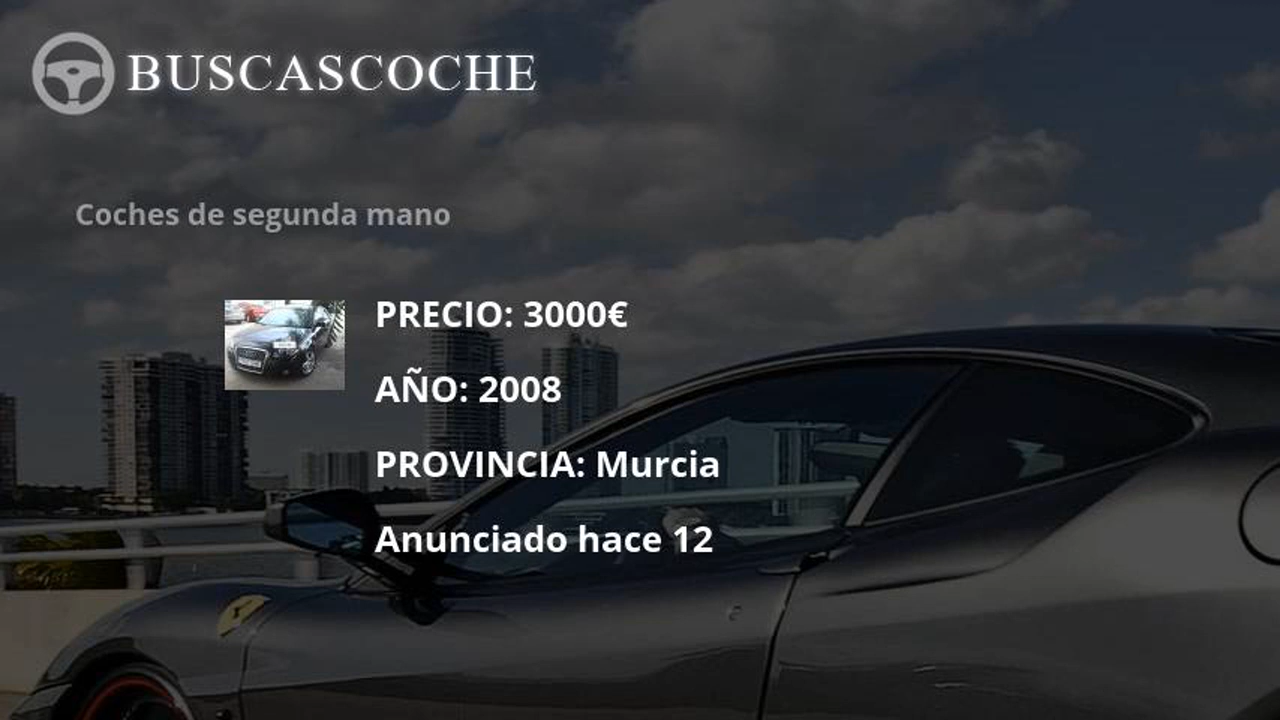 BUSCASCOCHE
Coches de segunda mano
PRECIO: 3000€
AÑO: 2008
PROVINCIA: Murcia
Anunciado hace 12